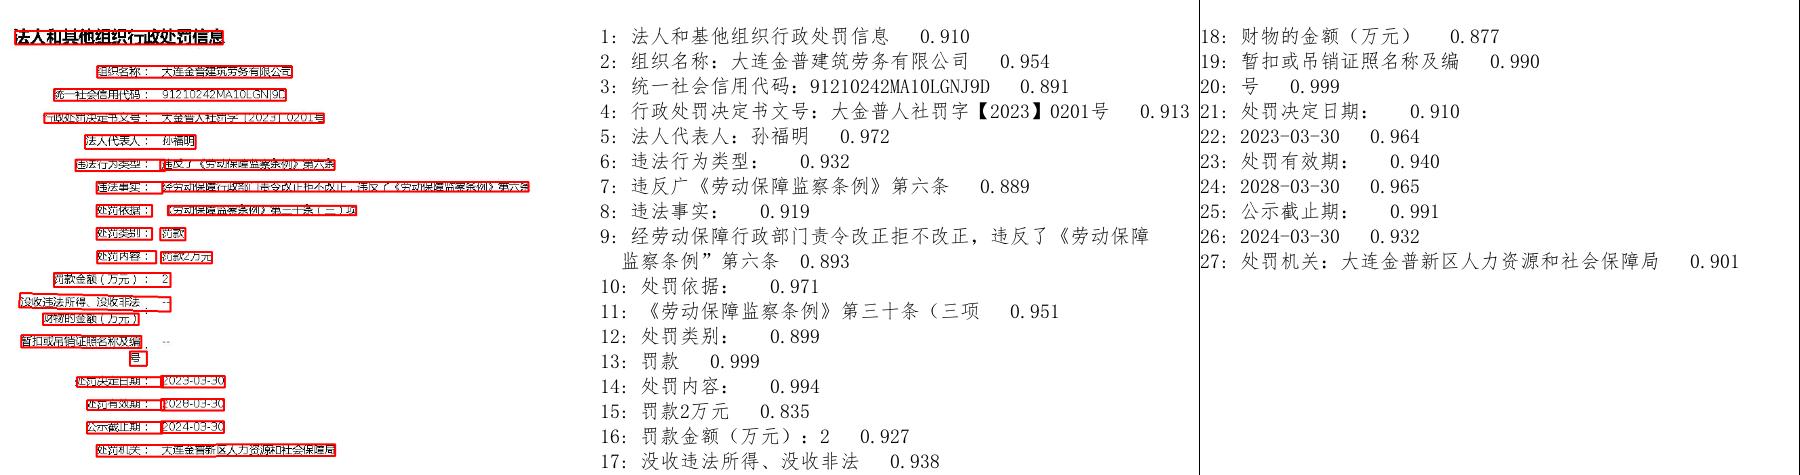 法人和其他组织行政处罚信息
组织名称： 大连金普建筑劳务有限公司
统一社会信用代码： 91210242MA10LGNJ9D
行政处罚决定书文号： 大金普人社罚字〔2023〕0201号
法人代表人： 孙福明
违法行为类型： 违反了《劳动保障监察条例》第六条
违法事实： 经劳动保障行政部门责令改正拒不改正，违反了《劳动保障监察条例》第六条
处罚依据： 《劳动保障监察条例》第三十条（三）项
处罚类别： 罚款
处罚内容： 罚款2万元
罚款金额（万元）： 2
没收违法所得、没收非法 --
财物的金额（万元）
暂扣或吊销证照名称及编 --
号：
处罚决定日期： 2023-03-30
处罚有效期： 2028-03-30
公示截止期： 2024-03-30
处罚机关： 大连金普新区人力资源和社会保障局
1: 法人和基他组织行政处罚信息 0.910
2: 组织名称：大连金普建筑劳务有限公司 0.954
3: 统一社会信用代码：91210242MA10LGNJ9D 0.891
4: 行政处罚决定书文号：大金普人社罚字【2023】0201号 0.913
5: 法人代表人：孙福明 0.972
6: 违法行为类型： 0.932
7: 违反广《劳动保障监察条例》第六条 0.889
8: 违法事实： 0.919
9: 经劳动保障行政部门责令改正拒不改正，违反了《劳动保障
监察条例”第六条 0.893
10: 处罚依据： 0.971
11: 《劳动保障监察条例》第三十条（三项 0.951
12: 处罚类别： 0.899
13: 罚款 0.999
14: 处罚内容： 0.994
15: 罚款2万元 0.835
16: 罚款金额（万元）：2 0.927
17: 没收违法所得、没收非法 0.938
18: 财物的金额（万元） 0.877
19: 暂扣或吊销证照名称及编 0.990
20: 号 0.999
21: 处罚决定日期： 0.910
22: 2023-03-30 0.964
23: 处罚有效期： 0.940
24: 2028-03-30 0.965
25: 公示截止期： 0.991
26: 2024-03-30 0.932
27: 处罚机关：大连金普新区人力资源和社会保障局 0.901